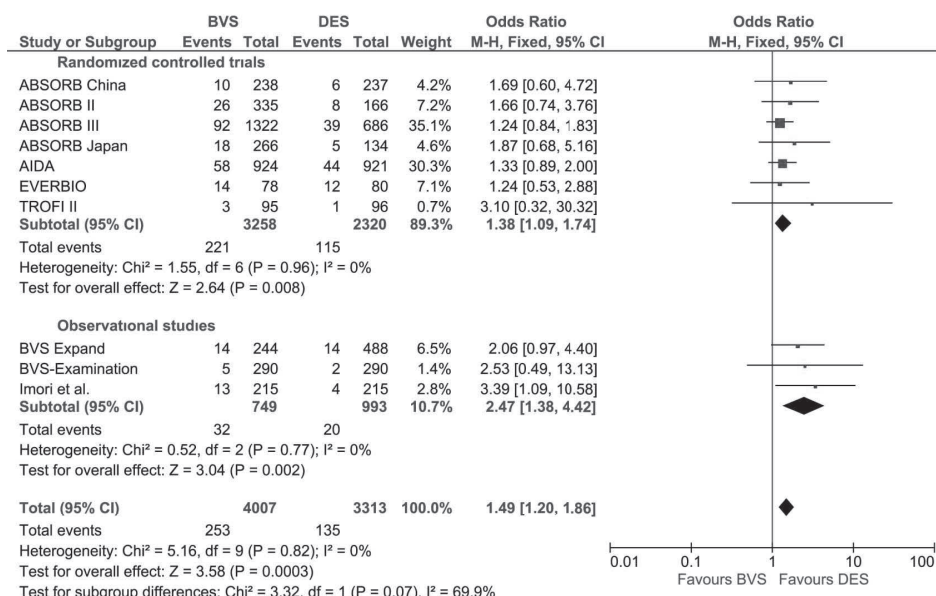 BVS DES Odds Ratio Odds Ratio
Study or Subgroup Events Total Events Total Weight M-H, Fixed, 95% CI M-H, Fixed, 95% CI
Randomized controlled trials
ABSORB China 10 238 6 237 4.2% 1.69 [0.60, 4.72]
ABSORB II 26 335 8 166 7.2% 1.66 [0.74, 3.76]
ABSORB III 92 1322 39 686 35.1% 1.24 [0.84, 1.83]
ABSORB Japan 18 266 5 134 4.6% 1.87 [0.68, 5.16]
AIDA 58 924 44 921 30.3% 1.33 [0.89, 2.00]
EVERBIO 14 78 12 80 7.1% 1.24 [0.53, 2.88]
TROFI II 3 95 1 96 0.7% 3.10 [0.32, 30.32]
Subtotal (95% CI) 3258 2320 89.3% 1.38 [1.09, 1.74]
Total events 221 115
Heterogeneity: Chi² = 1.55, df = 6 (P = 0.96); I² = 0%
Test for overall effect: Z = 2.64 (P = 0.008)
Observational studies
BVS Expand 14 244 14 488 6.5% 2.06 [0.97, 4.40]
BVS-Examination 5 290 2 290 1.4% 2.53 [0.49, 13.13]
Imori et al. 13 215 4 215 2.8% 3.39 [1.09, 10.58]
Subtotal (95% CI) 749 993 10.7% 2.47 [1.38, 4.42]
Total events 32 20
Heterogeneity: Chi² = 0.52, df = 2 (P = 0.77); I² = 0%
Test for overall effect: Z = 3.04 (P = 0.002)
Total (95% CI) 4007 3313 100.0% 1.49 [1.20, 1.86]
Total events 253 135
Heterogeneity: Chi² = 5.16, df = 9 (P = 0.82); I² = 0%
Test for overall effect: Z = 3.58 (P = 0.0003)
Test for subgroup differences: Chi² = 3.32, df = 1 (P = 0.07), I² = 69.9%
0.01 0.1 1 10 100
Favours BVS Favours DES